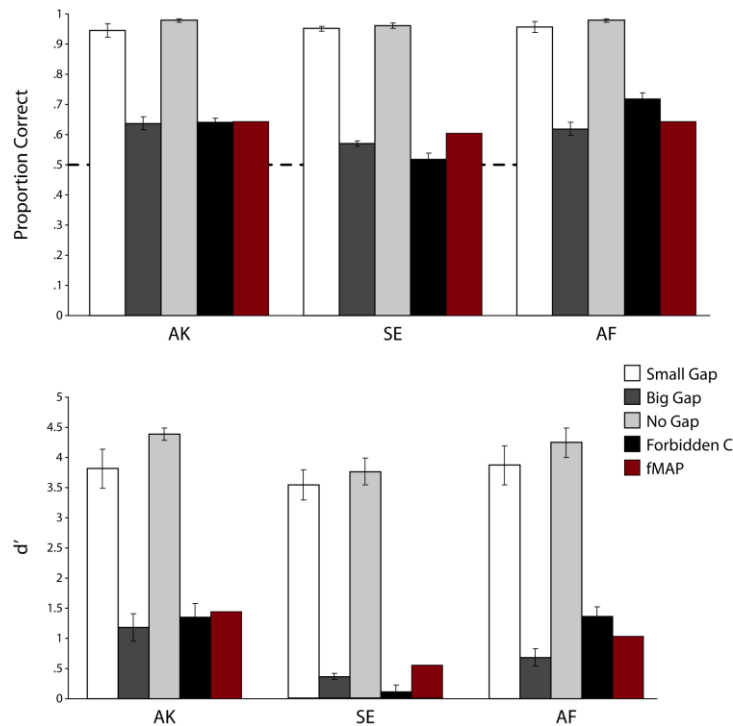 Proportion Correct
1
.9
.8
.7
.6
.5
.4
.3
.2
.1
0
AK
SE
AF
Small Gap
Big Gap
No Gap
Forbidden C
fMAP
d'
5
4.5
4
3.5
3
2.5
2
1.5
1
.5
0
AK
SE
AF